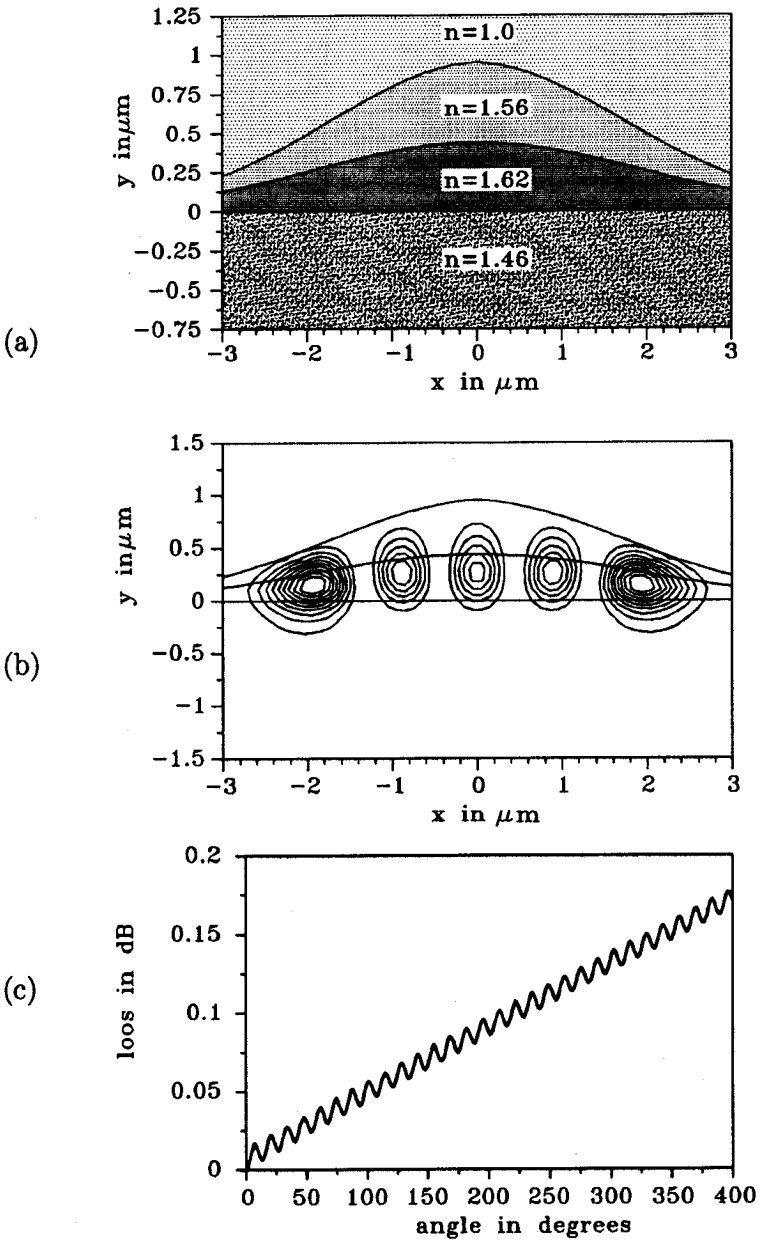 (a)
y in μm
1.25
1
0.75
0.5
0.25
0
−0.25
−0.5
−0.75
n=1.0
n=1.56
n=1.62
n=1.46
−3 −2 −1 0 1 2 3
x in μm
(b)
y in μm
1.5
1
0.5
0
−0.5
−1
−1.5
−3 −2 −1 0 1 2 3
x in μm
(c)
loos in dB
0.2
0.15
0.1
0.05
0
0 50 100 150 200 250 300 350 400
angle in degrees